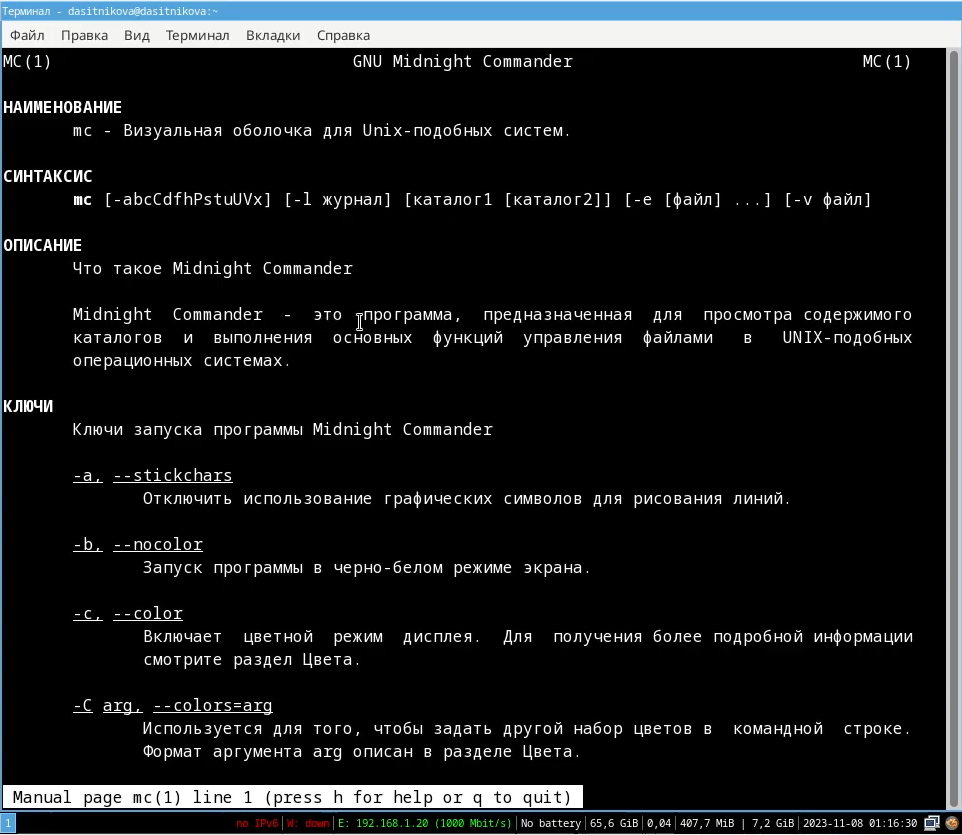 Терминал - dasitnikova@dasitnikova:~
Файл Правка Вид Терминал Вкладки Справка
MC(1) GNU Midnight Commander MC(1)
НАИМЕНОВАНИЕ
mc - Визуальная оболочка для Unix-подобных систем.
СИНТАКСИС
mc [-abcCdfhPstuUVx] [-l журнал] [каталог1 [каталог2]] [-e [файл] ...] [-v файл]
ОПИСАНИЕ
Что такое Midnight Commander
Midnight Commander - это программа, предназначенная для просмотра содержимого
каталогов и выполнения основных функций управления файлами в UNIX-подобных
операционных системах.
КЛЮЧИ
Ключи запуска программы Midnight Commander
-a, --stickchars
Отключить использование графических символов для рисования линий.
-b, --nocolor
Запуск программы в черно-белом режиме экрана.
-c, --color
Включает цветной режим дисплея. Для получения более подробной информации
смотрите раздел Цвета.
-C arg, --colors=arg
Используется для того, чтобы задать другой набор цветов в командной строке.
Формат аргумента arg описан в разделе Цвета.
Manual page mc(1) line 1 (press h for help or q to quit)
1 no IPv6 W: down E: 192.168.1.20 (1000 Mbit/s) No battery 65,6 GiB 0,04 407,7 MiB | 7,2 GiB 2023-11-08 01:16:30